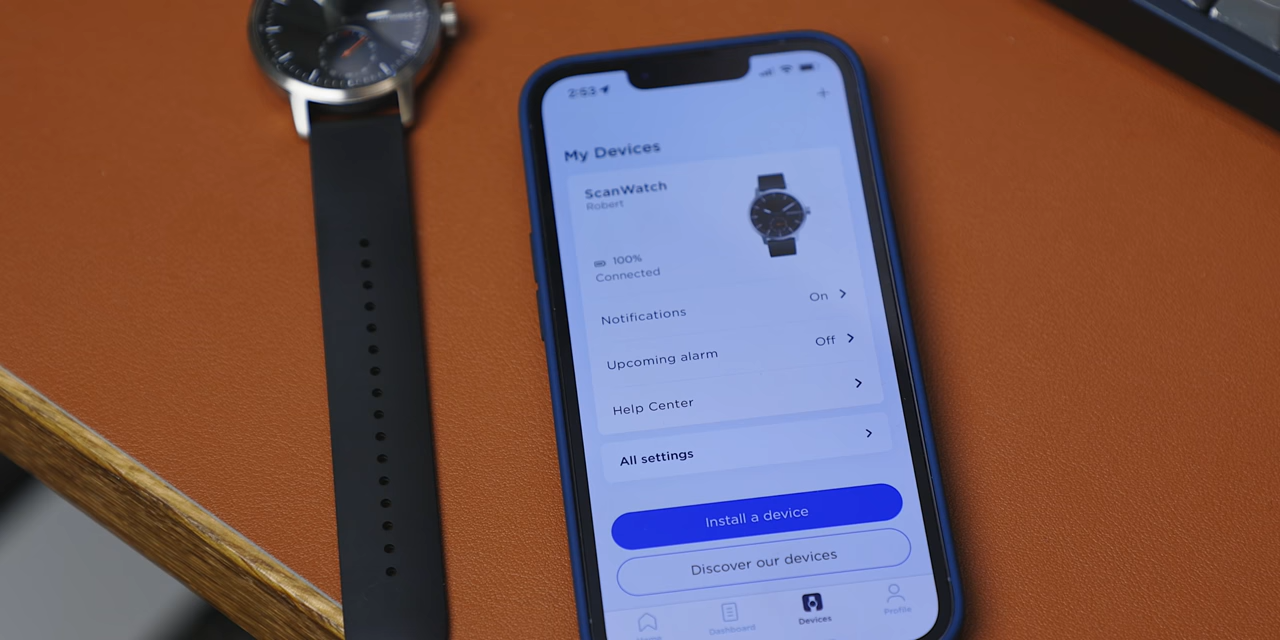 2:53
My Devices
ScanWatch
Robert
100%
Connected
Notifications On
Upcoming alarm Off
Help Center
All settings
Install a device
Discover our devices
Home Dashboard Devices Profile